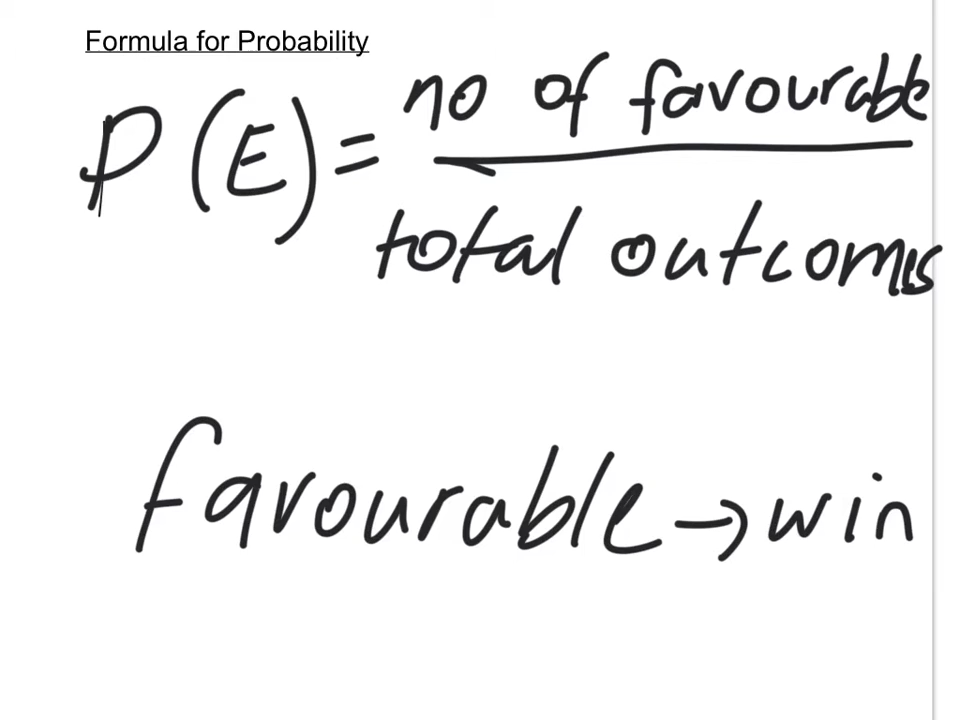 Formula for Probability
P (E) = no of favourable
total outcomes
favourable → win